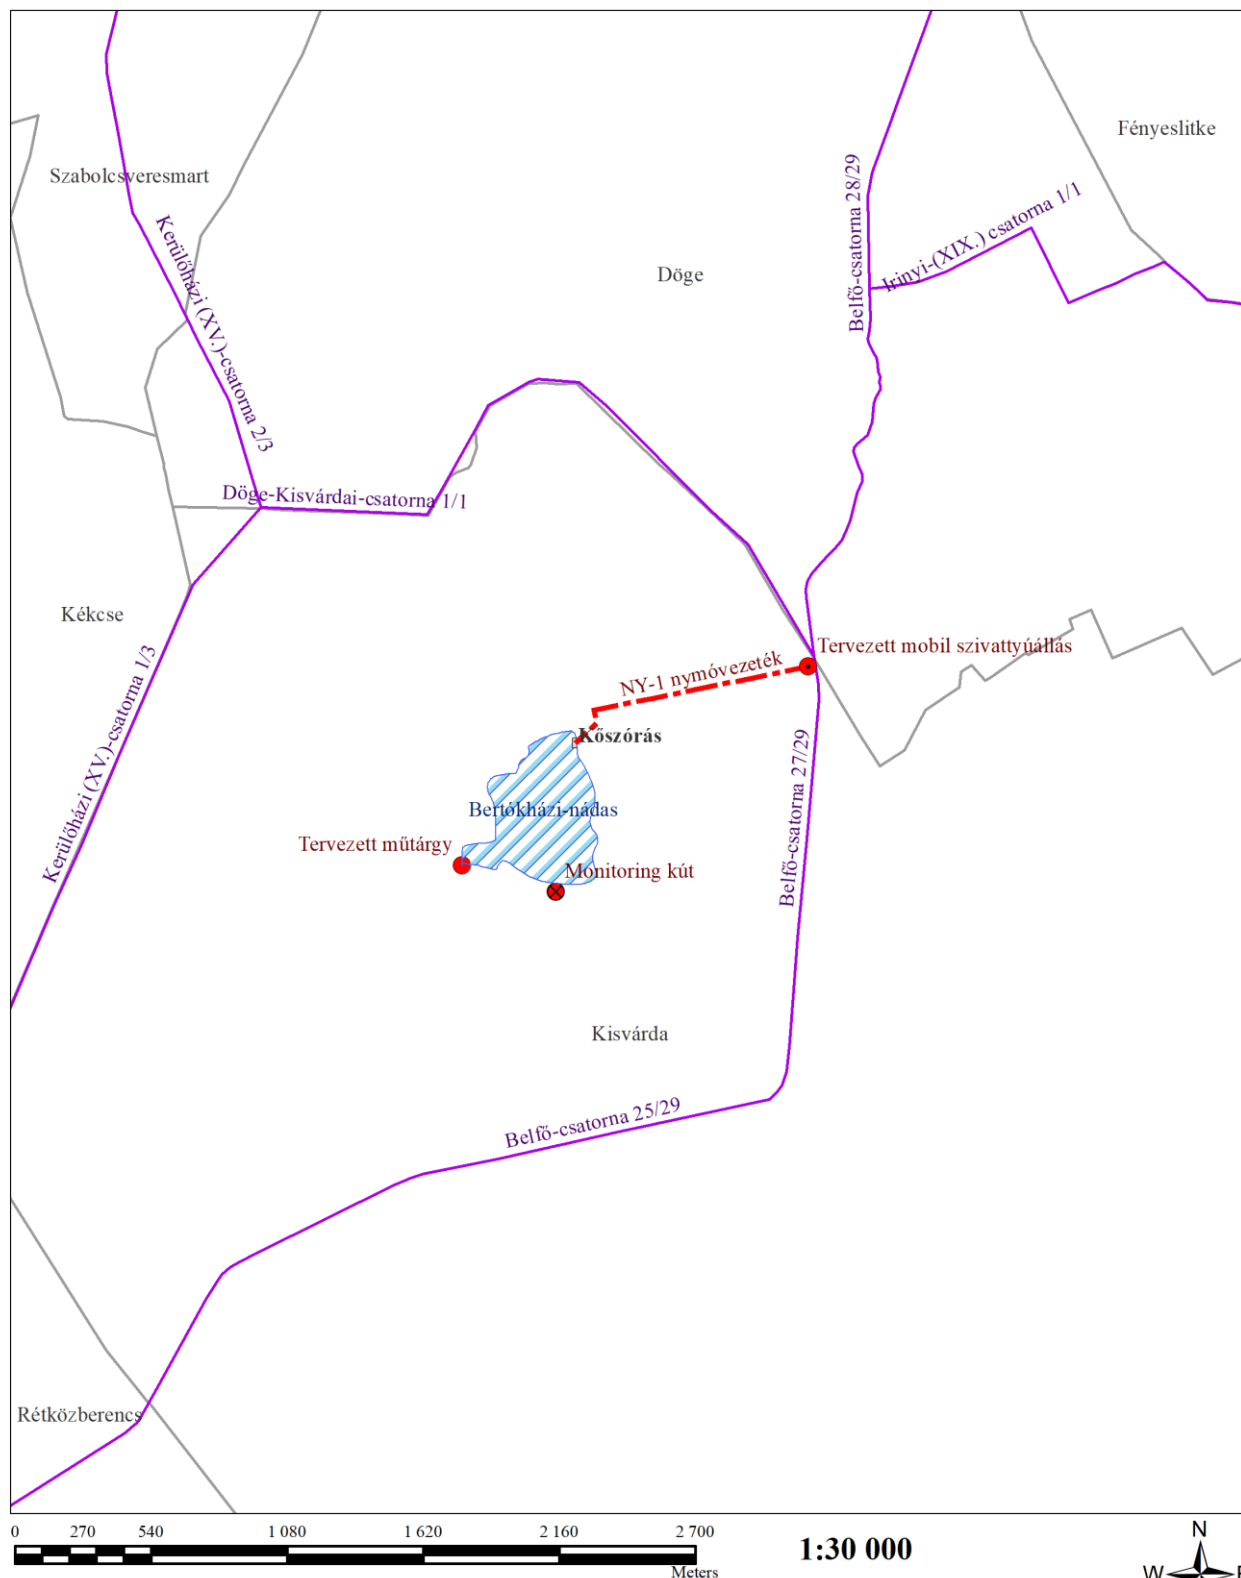 Fényeslitke
Szabolcsveresmart
Belfő-csatorna 28/29
Irinyi-(XIX.) csatorna 1/1
Kerülőházi (XV.)-csatorna 2/3
Döge
Döge-Kisvárdai-csatorna 1/1
Kékcse
Tervezett mobil szivattyúállás
NY-1 nymóvezeték
Kerülőházi (XV.)-csatorna 1/3
Kőszórás
Belfő-csatorna 27/29
Bertókházi-nádas
Tervezett műtárgy
Monitoring kút
Kisvárda
Belfő-csatorna 25/29
Rétközberencs
0 270 540 1 080 1 620 2 160 2 700
Meters
1:30 000
N
W E